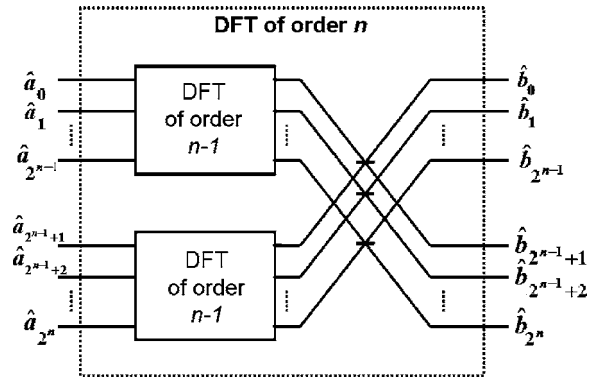 DFT of order n
â₀
â₁
â₂ⁿ⁻¹
DFT
of order
n-1
b̂₀
b̂₁
b̂₂ⁿ⁻¹
â₂ⁿ⁻¹₊₁
â₂ⁿ⁻¹₊₂
â₂ⁿ
DFT
of order
n-1
b̂₂ⁿ⁻¹₊₁
b̂₂ⁿ⁻¹₊₂
b̂₂ⁿ